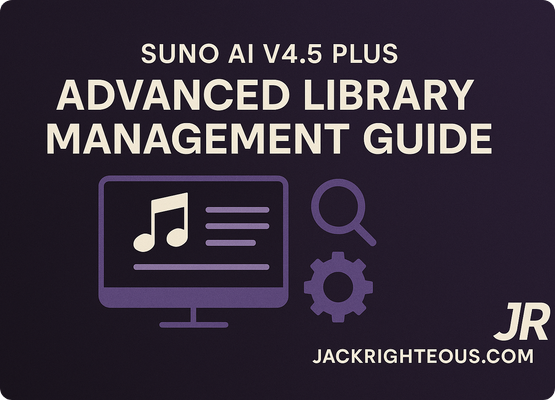 SUNO AI V4.5 PLUS
ADVANCED LIBRARY
MANAGEMENT GUIDE
JR
JACKRIGHTEOUS.COM